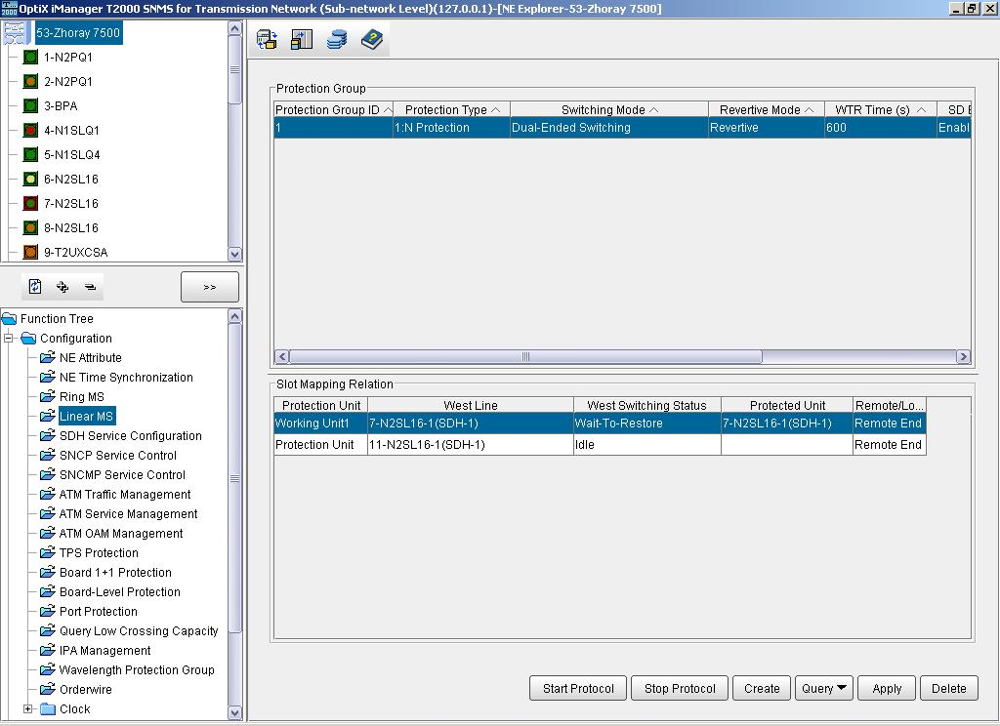 OptiX iManager T2000 SNMS for Transmission Network (Sub-network Level)(127.0.0.1)-[NE Explorer-53-Zhoray 7500]
53-Zhoray 7500
1-N2PQ1
2-N2PQ1
3-BPA
4-N1SLQ1
5-N1SLQ4
6-N2SL16
7-N2SL16
8-N2SL16
9-T2UXCSA
>>
Function Tree
Configuration
NE Attribute
NE Time Synchronization
Ring MS
Linear MS
SDH Service Configuration
SNCP Service Control
SNCMP Service Control
ATM Traffic Management
ATM Service Management
ATM OAM Management
TPS Protection
Board 1+1 Protection
Board-Level Protection
Port Protection
Query Low Crossing Capacity
IPA Management
Wavelength Protection Group
Orderwire
Clock
Protection Group
Protection Group ID Protection Type Switching Mode Revertive Mode WTR Time (s) SD E
1 1:N Protection Dual-Ended Switching Revertive 600 Enabl
Slot Mapping Relation
Protection Unit West Line West Switching Status Protected Unit Remote/Lo...
Working Unit1 7-N2SL16-1(SDH-1) Wait-To-Restore 7-N2SL16-1(SDH-1) Remote End
Protection Unit 11-N2SL16-1(SDH-1) Idle Remote End
Start Protocol Stop Protocol Create Query Apply Delete